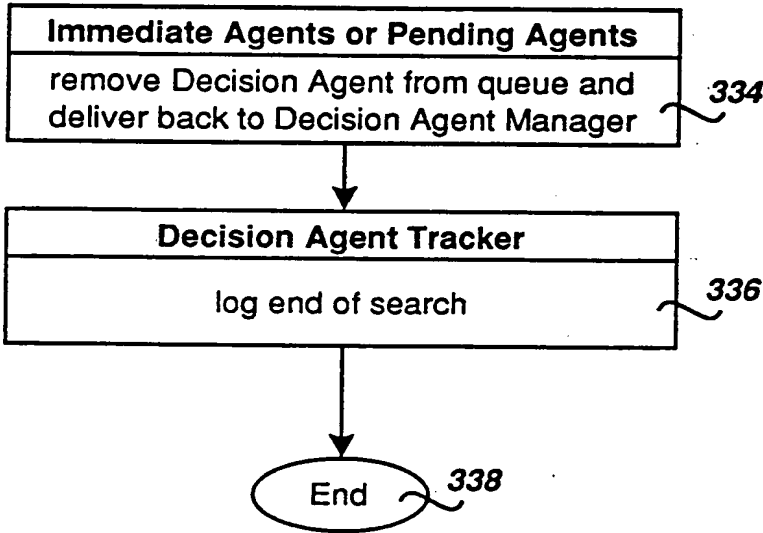 Immediate Agents or Pending Agents
remove Decision Agent from queue and
deliver back to Decision Agent Manager
334
Decision Agent Tracker
log end of search
336
End
338